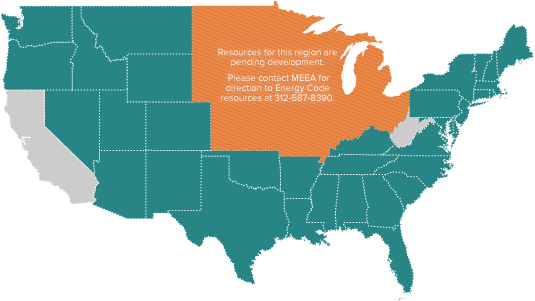 Resources for this region are
pending development.
Please contact MEEA for
direction to Energy Code
resources at 312-587-8390.